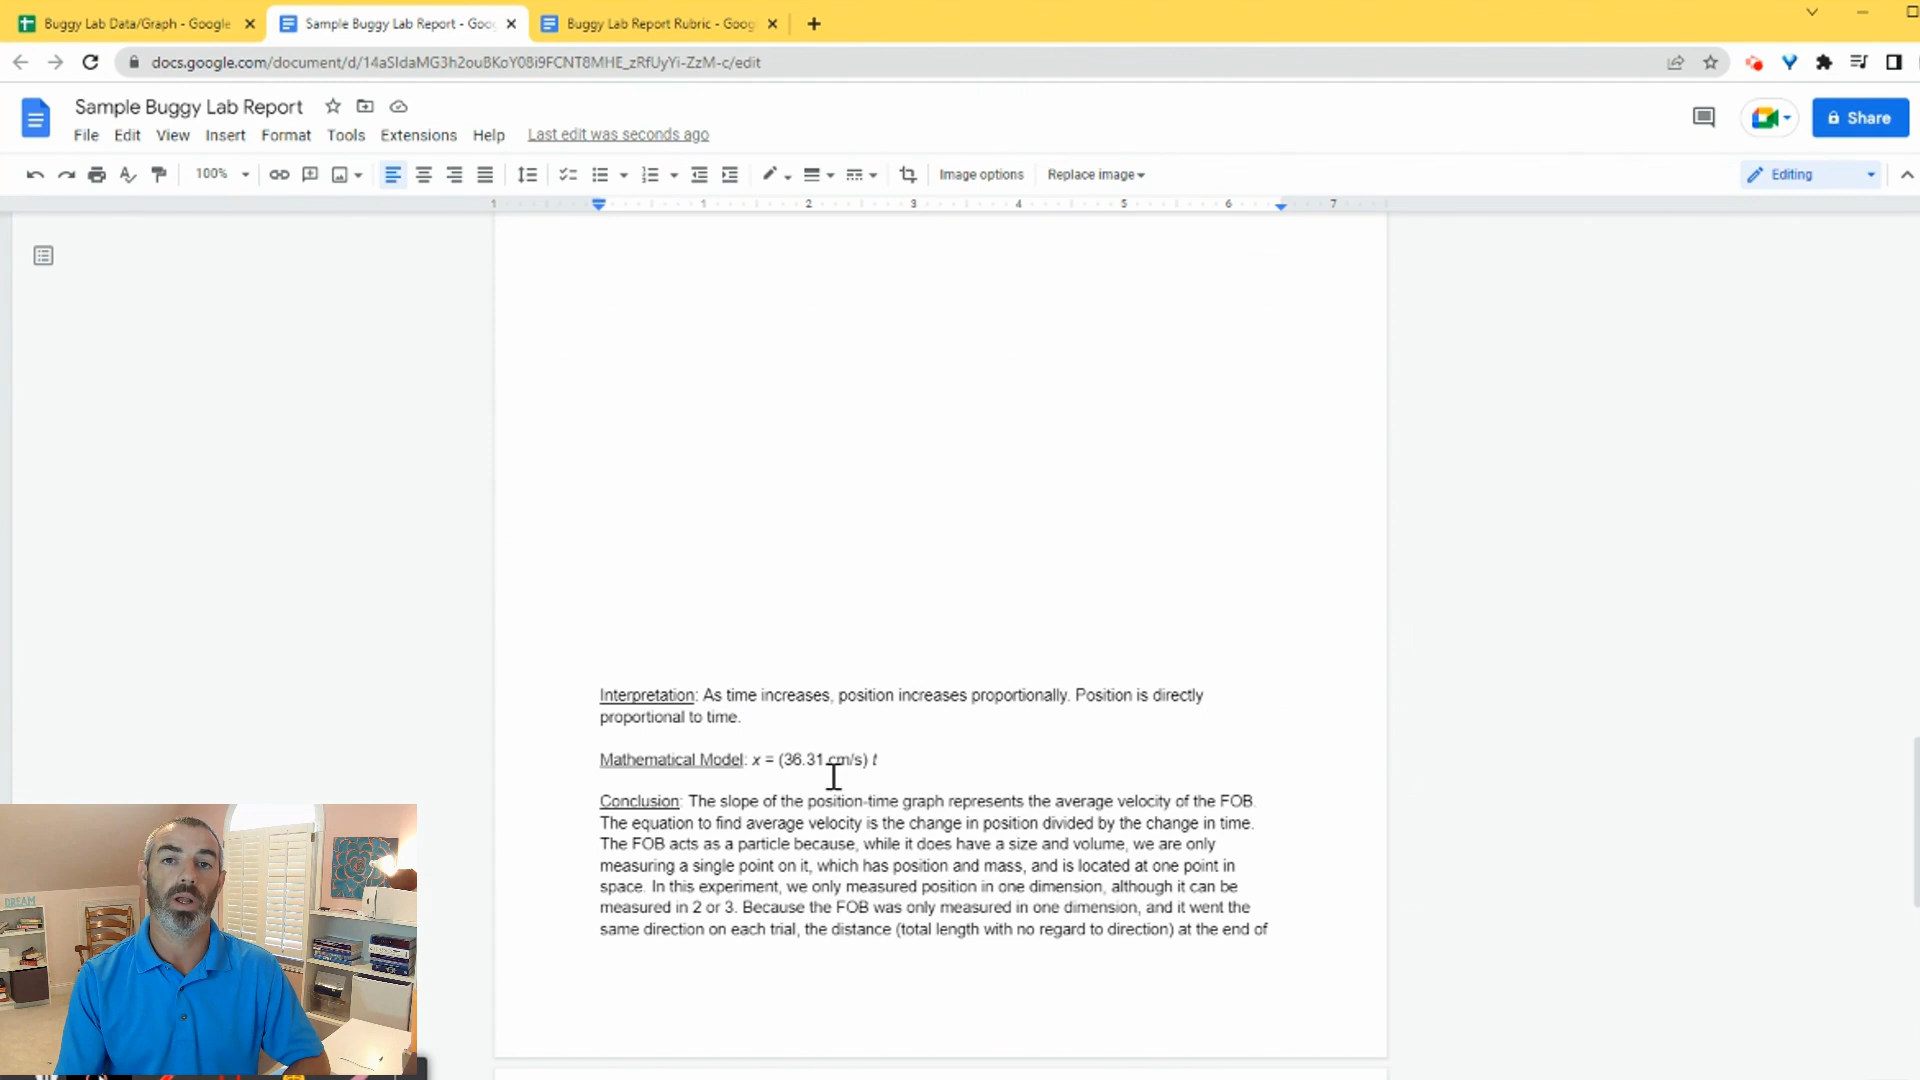 Buggy Lab Data/Graph - Google
Sample Buggy Lab Report - Goo
Buggy Lab Report Rubric - Goog
docs.google.com/document/d/14aSIdaMG3h2ouBKoY08i9FCNT8MHE_zRfUyYi-ZzM-c/edit
Sample Buggy Lab Report
File Edit View Insert Format Tools Extensions Help Last edit was seconds ago
Share
100% Image options Replace image Editing
1 1 2 3 4 5 6 7
Interpretation: As time increases, position increases proportionally. Position is directly
proportional to time.
Mathematical Model: x = (36.31 cm/s) t
Conclusion: The slope of the position-time graph represents the average velocity of the FOB.
The equation to find average velocity is the change in position divided by the change in time.
The FOB acts as a particle because, while it does have a size and volume, we are only
measuring a single point on it, which has position and mass, and is located at one point in
space. In this experiment, we only measured position in one dimension, although it can be
measured in 2 or 3. Because the FOB was only measured in one dimension, and it went the
same direction on each trial, the distance (total length with no regard to direction) at the end of
DREAM